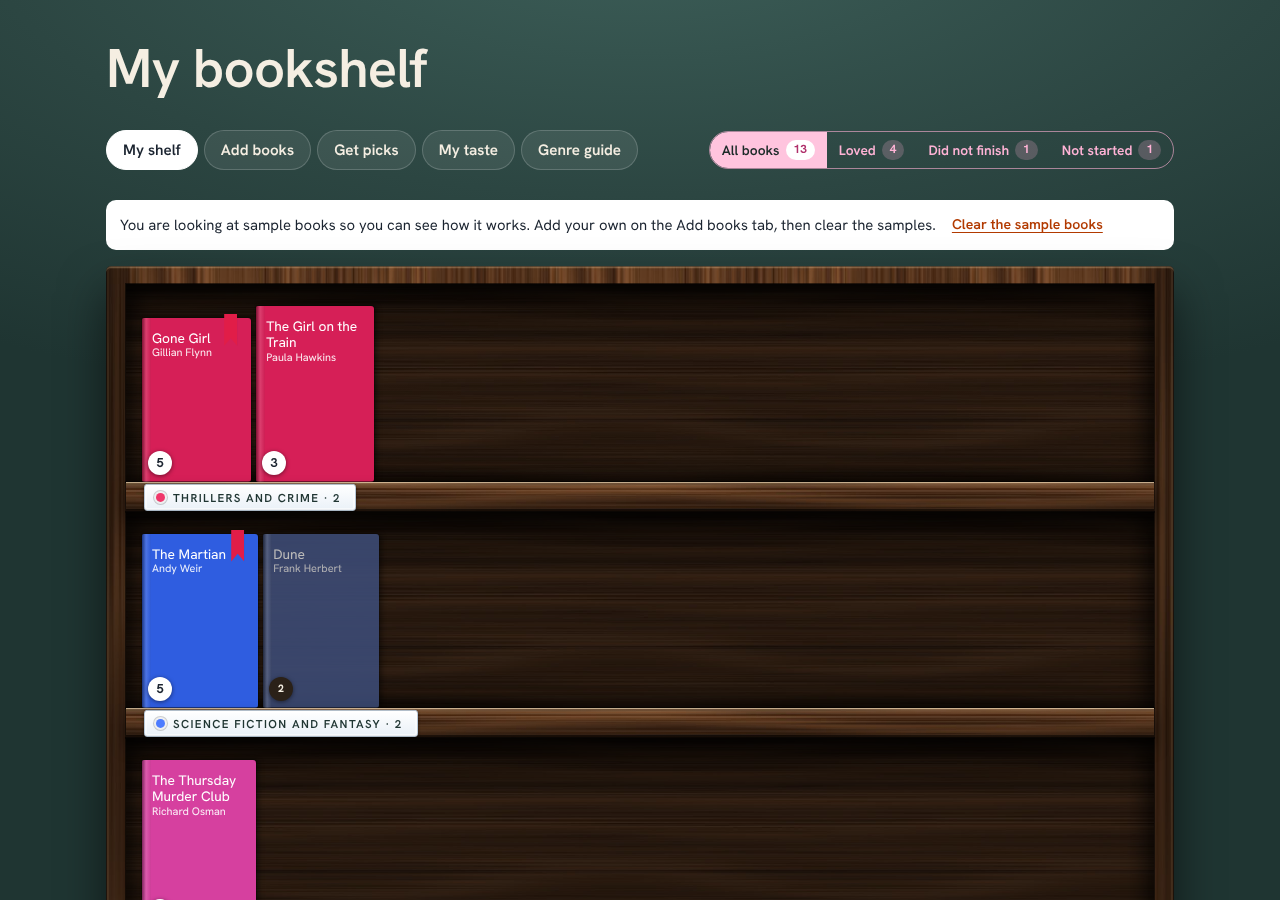 My bookshelf
My shelf
Add books
Get picks
My taste
Genre guide
All books 13
Loved 4
Did not finish 1
Not started 1
You are looking at sample books so you can see how it works. Add your own on the Add books tab, then clear the samples. Clear the sample books
Gone Girl
Gillian Flynn
5
The Girl on the
Train
Paula Hawkins
3
THRILLERS AND CRIME · 2
The Martian
Andy Weir
5
Dune
Frank Herbert
2
SCIENCE FICTION AND FANTASY · 2
The Thursday
Murder Club
Richard Osman